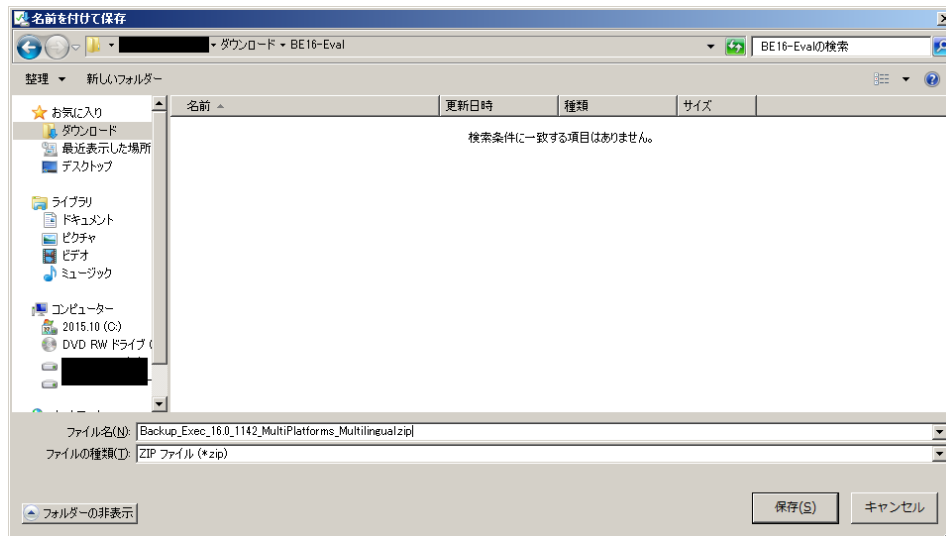 名前を付けて保存
▾ ダウンロード ▾ BE16-Eval
BE16-Evalの検索
整理 ▼ 新しいフォルダー
名前 更新日時 種類 サイズ
検索条件に一致する項目はありません。
お気に入り
ダウンロード
最近表示した場所
デスクトップ
ライブラリ
ドキュメント
ピクチャ
ビデオ
ミュージック
コンピューター
2015.10 (C:)
DVD RW ドライブ (
ファイル名(N): Backup_Exec_16.0_1142_MultiPlatforms_Multilingual.zip
ファイルの種類(T): ZIP ファイル (*.zip)
フォルダーの非表示
保存(S) キャンセル